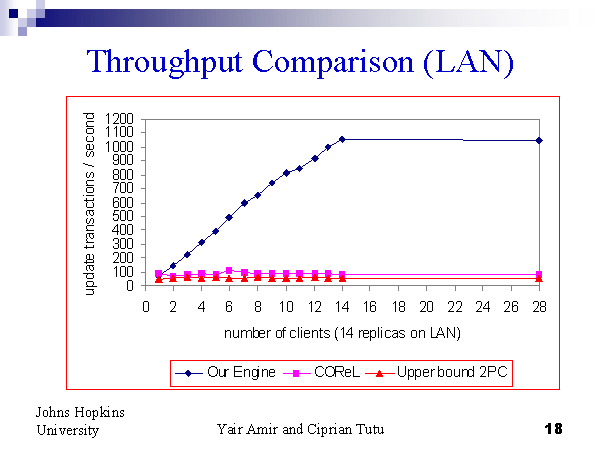 Throughput Comparison (LAN)
update transactions / second
1200
1100
1000
900
800
700
600
500
400
300
200
100
0
0 2 4 6 8 10 12 14 16 18 20 22 24 26 28
number of clients (14 replicas on LAN)
Our Engine COReL Upper bound 2PC
Johns Hopkins
University
Yair Amir and Ciprian Tutu
18